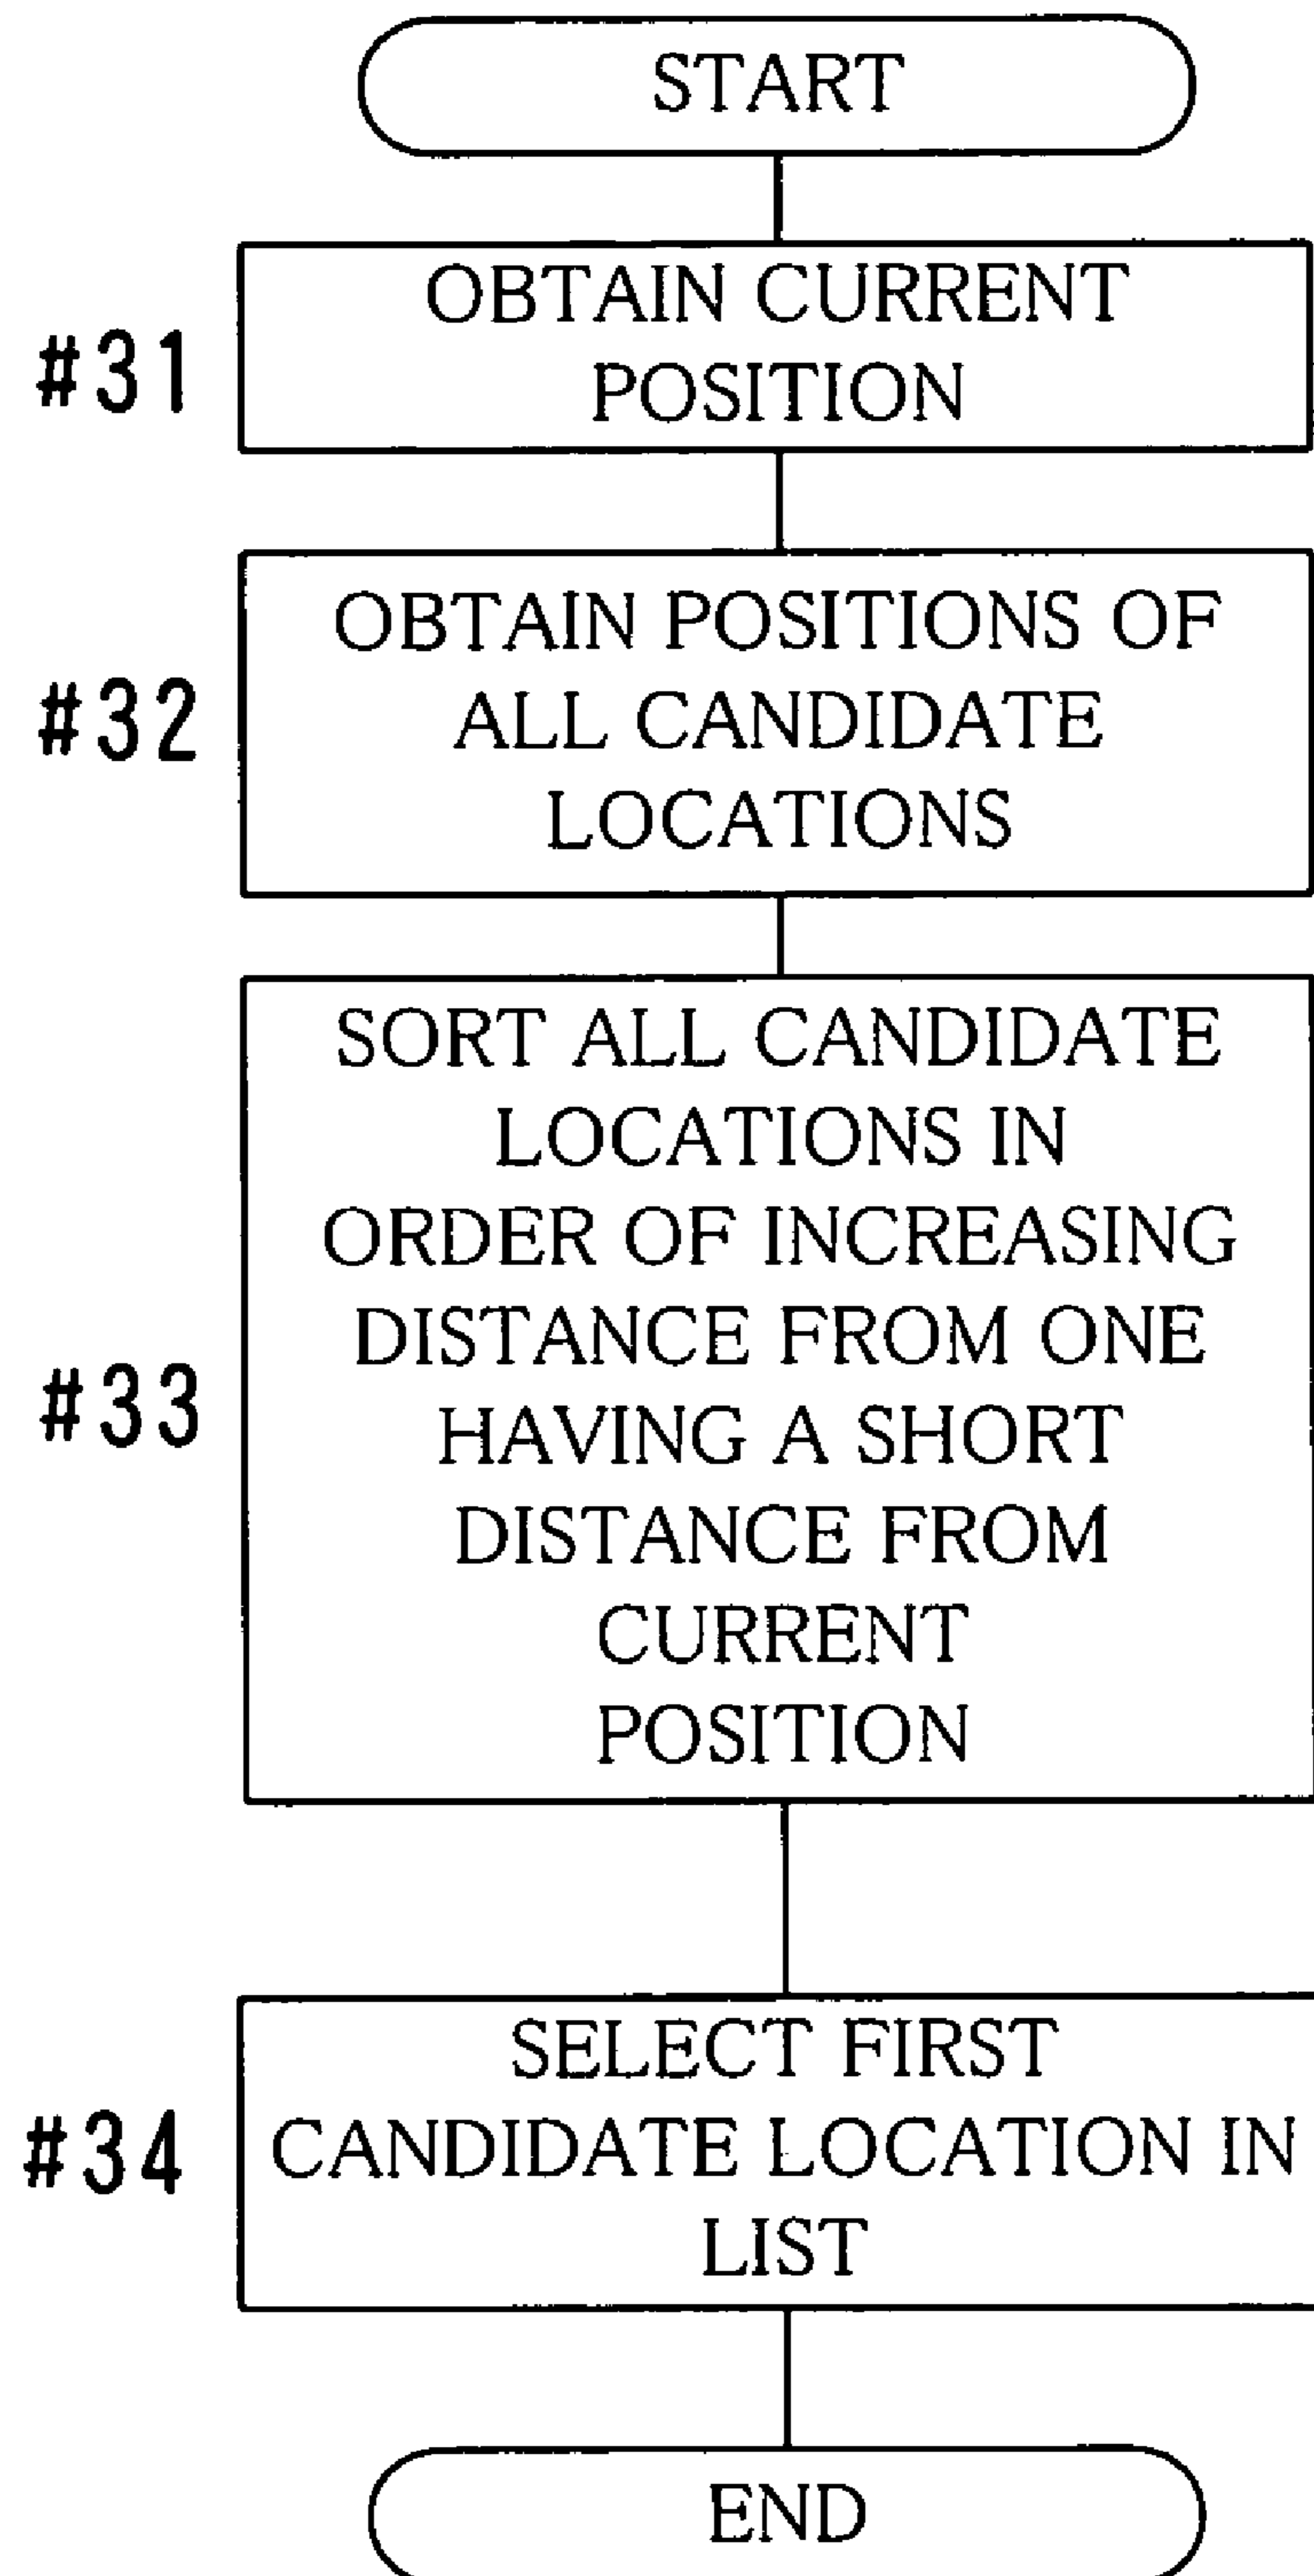 START
#31
OBTAIN CURRENT
POSITION
#32
OBTAIN POSITIONS OF
ALL CANDIDATE
LOCATIONS
#33
SORT ALL CANDIDATE
LOCATIONS IN
ORDER OF INCREASING
DISTANCE FROM ONE
HAVING A SHORT
DISTANCE FROM
CURRENT
POSITION
#34
SELECT FIRST
CANDIDATE LOCATION IN
LIST
END